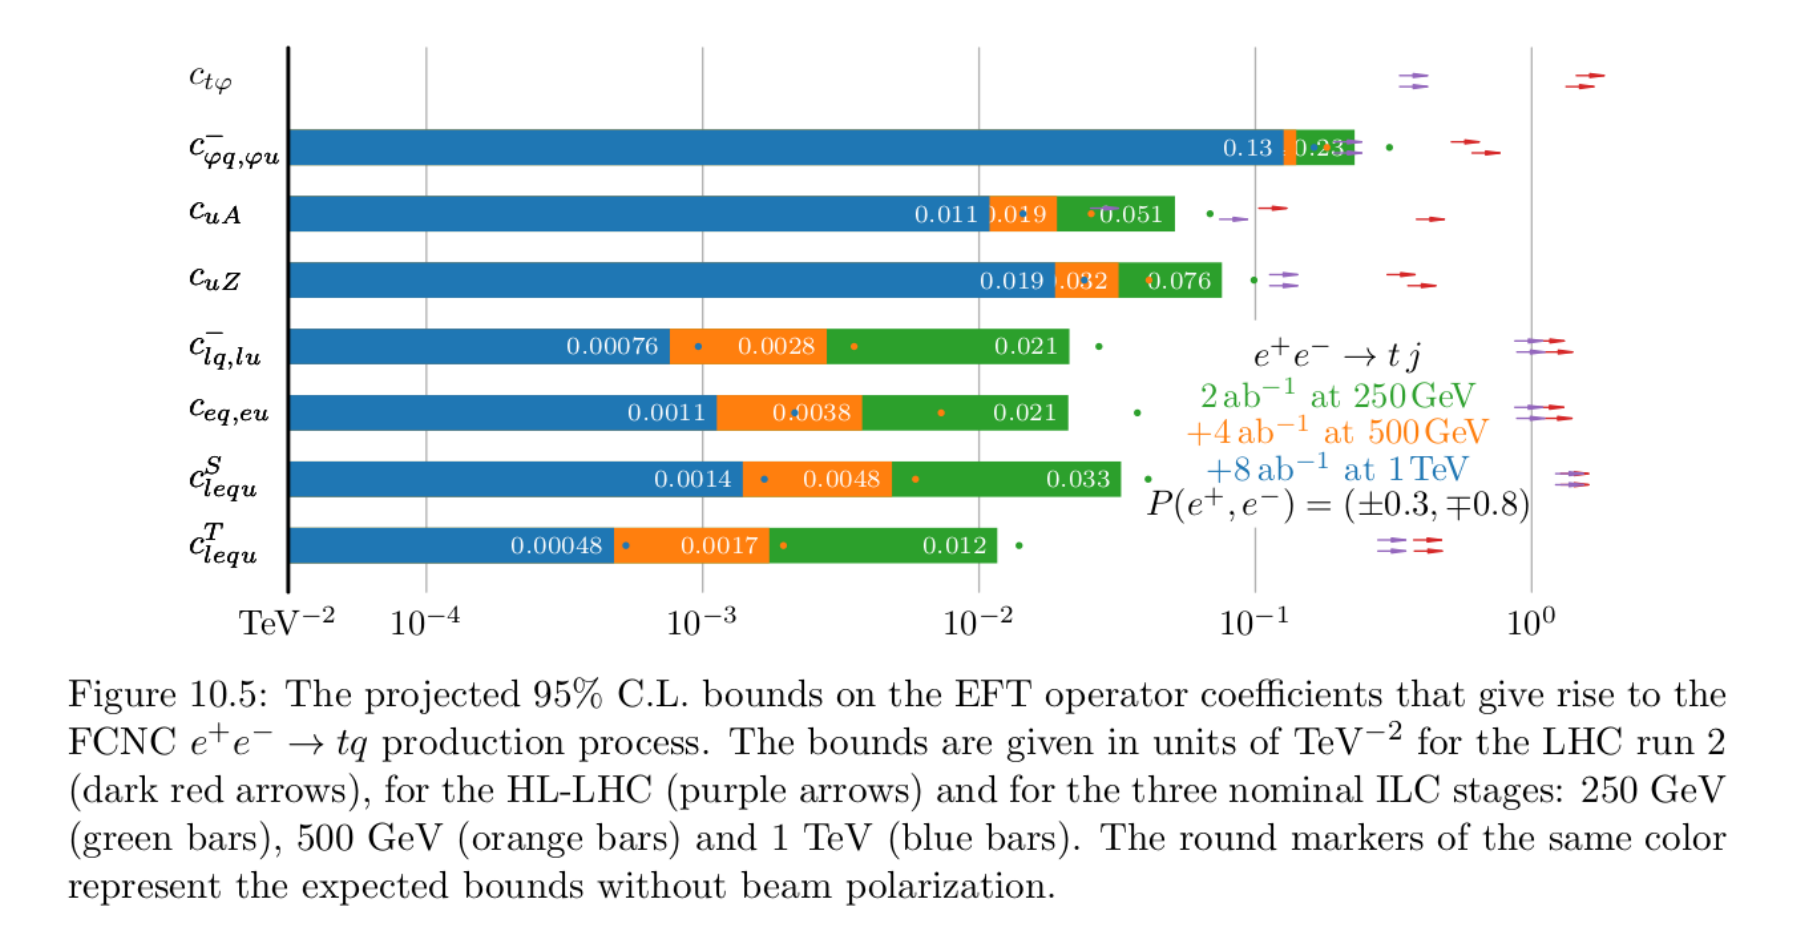 c_{tφ}
c^−_{φq,φu} 0.13 0.23
c_{uA} 0.011 0.019 0.051
c_{uZ} 0.019 .032 0.076
c^−_{lq,lu} 0.00076 0.0028 0.021
e⁺e⁻ → t j
2 ab⁻¹ at 250 GeV
c_{eq,eu} 0.0011 0.0038 0.021
+4 ab⁻¹ at 500 GeV
+8 ab⁻¹ at 1 TeV
c^S_{lequ} 0.0014 0.0048 0.033
P(e⁺, e⁻) = (±0.3, ∓0.8)
c^T_{lequ} 0.00048 0.0017 0.012
TeV⁻² 10⁻⁴ 10⁻³ 10⁻² 10⁻¹ 10⁰
Figure 10.5: The projected 95% C.L. bounds on the EFT operator coefficients that give rise to the
FCNC e⁺e⁻ → tq production process. The bounds are given in units of TeV⁻² for the LHC run 2
(dark red arrows), for the HL-LHC (purple arrows) and for the three nominal ILC stages: 250 GeV
(green bars), 500 GeV (orange bars) and 1 TeV (blue bars). The round markers of the same color
represent the expected bounds without beam polarization.